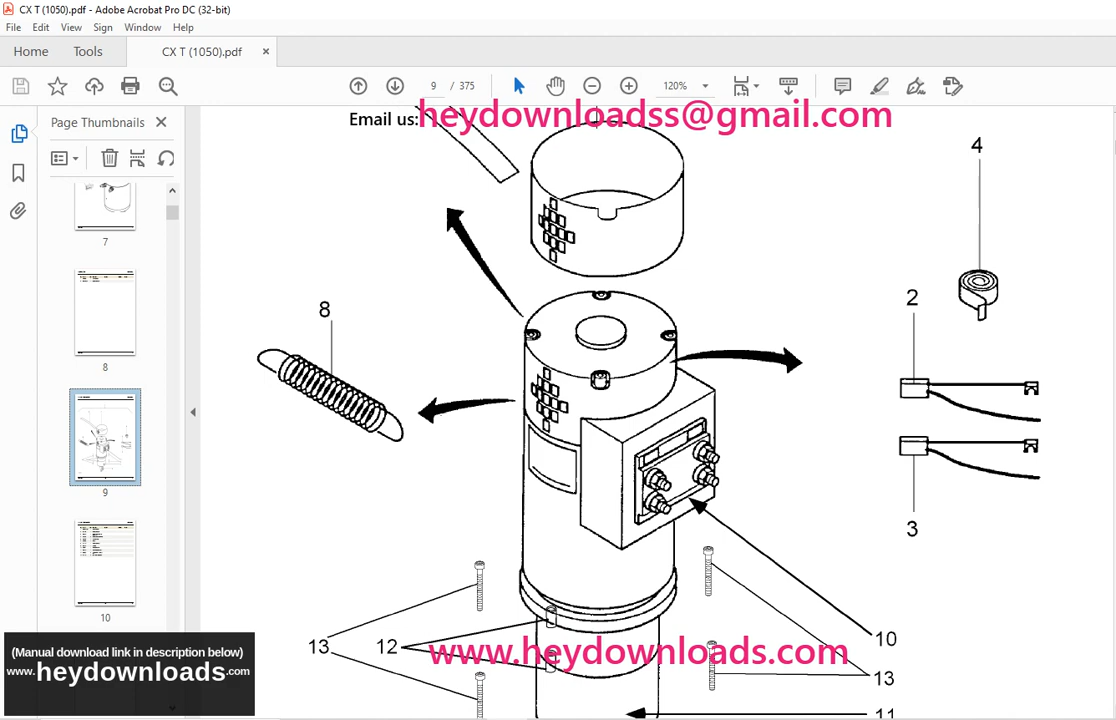 CX T (1050).pdf - Adobe Acrobat Pro DC (32-bit)
File Edit View Sign Window Help
Home Tools CX T (1050).pdf ×
9 / 375 120%
Page Thumbnails
Email us: heydownloadss@gmail.com
4
7
2
8
8
9
3
10
10
13
12
13
11
(Manual download link in description below)
www.heydownloads.com
www.heydownloads.com